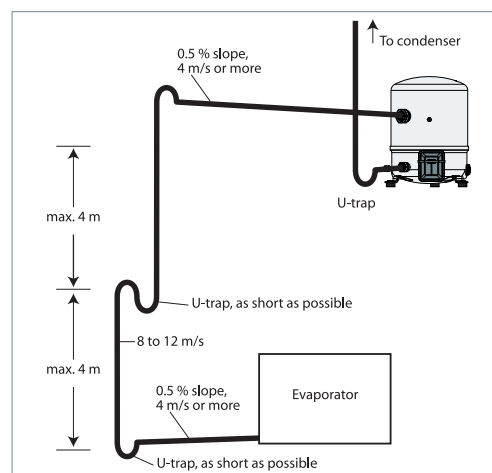 To condenser
0.5 % slope,
4 m/s or more
U-trap
max. 4 m
U-trap, as short as possible
8 to 12 m/s
max. 4 m
0.5 % slope,
4 m/s or more
Evaporator
U-trap, as short as possible